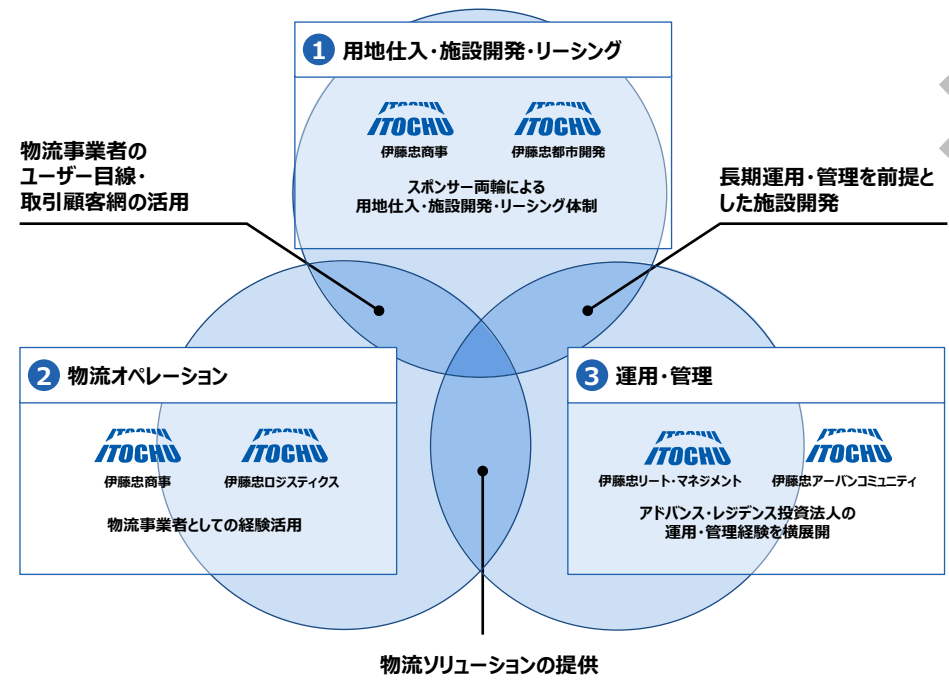 1 用地仕入・施設開発・リーシング
ITOCHU ITOCHU
ITOCHU ITOCHU
伊藤忠商事 伊藤忠都市開発
スポンサー両輪による
用地仕入・施設開発・リーシング体制
物流事業者の
ユーザー目線・
取引顧客網の活用
長期運用・管理を前提と
した施設開発
2 物流オペレーション
ITOCHU ITOCHU
ITOCHU ITOCHU
伊藤忠商事 伊藤忠ロジスティクス
物流事業者としての経験活用
3 運用・管理
ITOCHU ITOCHU
ITOCHU ITOCHU
伊藤忠リート・マネジメント 伊藤忠アーバンコミュニティ
アドバンス・レジデンス投資法人の
運用・管理経験を横展開
物流ソリューションの提供